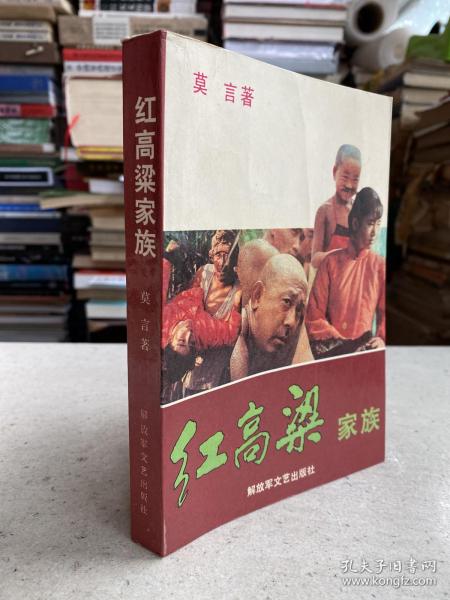 红高粱家族
莫言著
解放军文艺出版社
莫 言著
红高粱
家族
解放军文艺出版社
孔夫子旧书网
www.kongfz.com